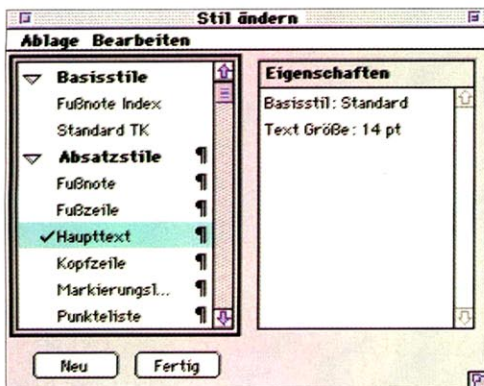 Stil ändern
Ablage Bearbeiten
Basisstile
Fußnote Index
Standard TK
Absatzstile ¶
Fußnote ¶
Fußzeile ¶
✓Haupttext ¶
Kopfzeile ¶
Markierungsl... ¶
Punkteliste ¶
Eigenschaften
Basisstil: Standard
Text Größe: 14 pt
Neu Fertig